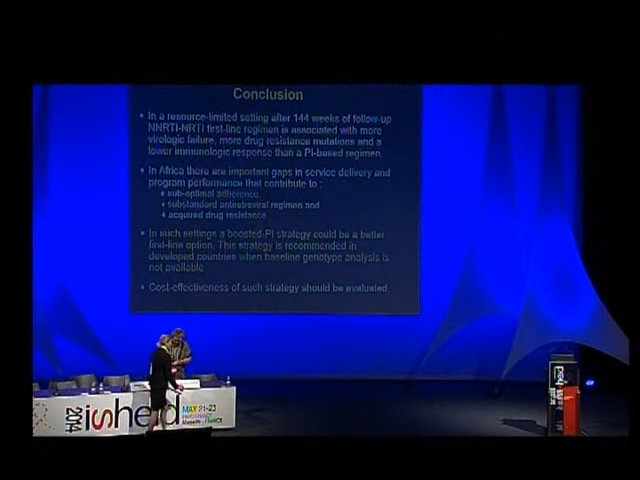 Conclusion
• In a resource-limited setting after 144 weeks of follow-up
NNRTI-NRTI first-line regimen is associated with more
virologic failure, more drug resistance mutations and a
lower immunologic response than a PI-based regimen.
• In Africa there are important gaps in service delivery and
program performance that contribute to :
♦ sub-optimal adherence,
♦ substandard antiretroviral regimen and
♦ acquired drug resistance
• In such settings a boosted-PI strategy could be a better
first-line option. This strategy is recommended in
developed countries when baseline genotype analysis is
not available
• Cost-effectiveness of such strategy should be evaluated.
2014
isheid
MAY 21-23
Marseille, FRANCE